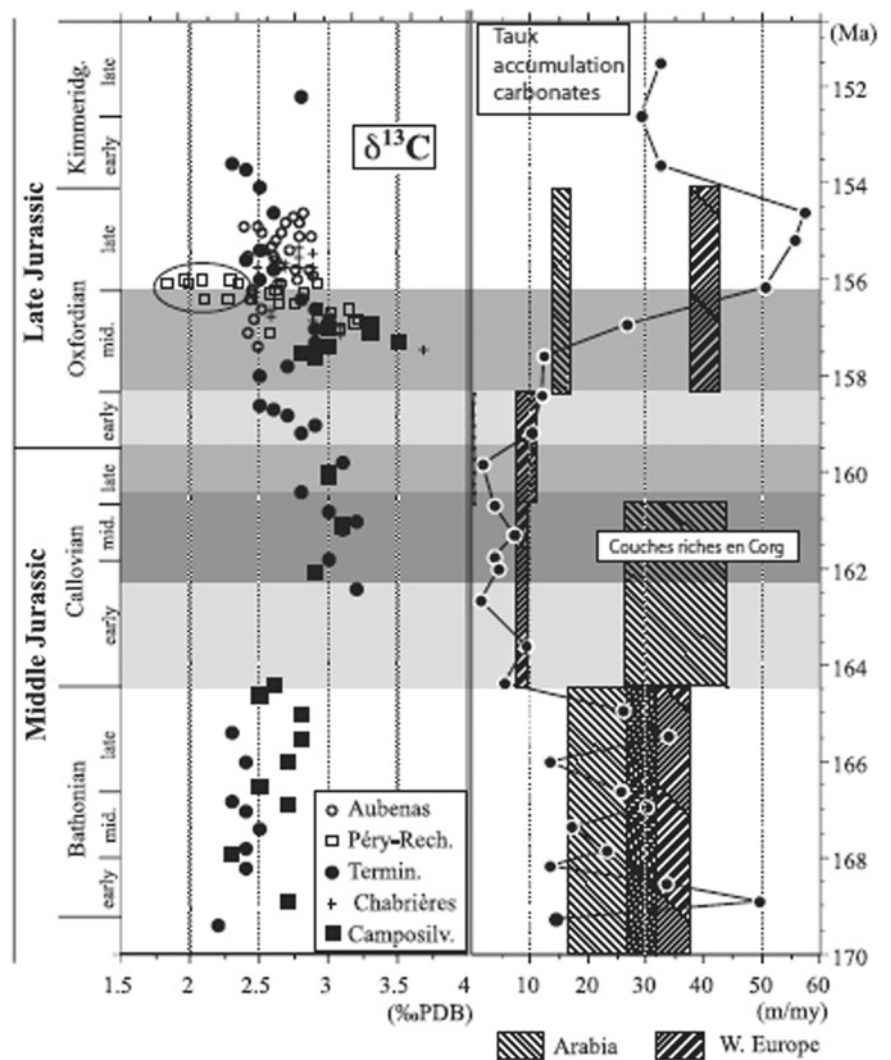 Taux
accumulation
carbonates
(Ma)
δ¹³C
Late Jurassic
Middle Jurassic
Kimmeridg.
Oxfordian
Callovian
Bathonian
late
early
late
mid.
early
late
mid.
early
late
mid.
early
152
154
156
158
160
162
164
166
168
170
Couches riches en Corg
Aubenas
Péry-Rech.
Termin.
Chabrières
Camposilv.
1.5 2 2.5 3 3.5 4
(‰PDB)
10 20 30 40 50 60
(m/my)
Arabia
W. Europe